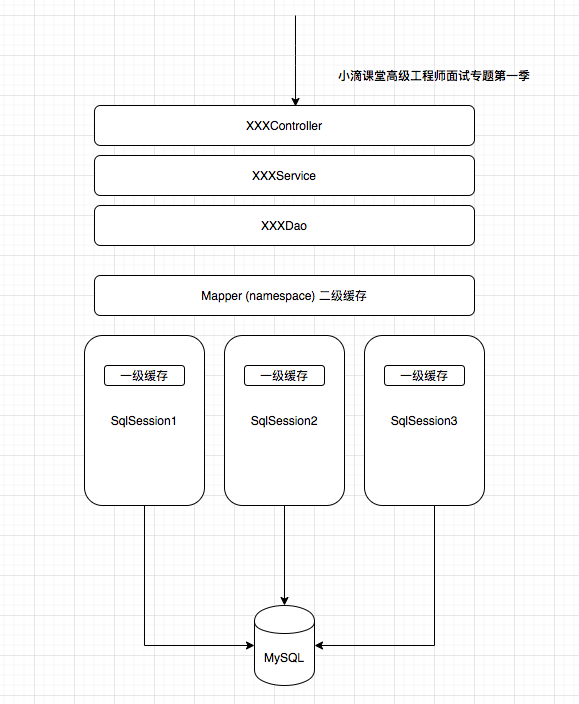 小滴课堂高级工程师面试专题第一季
XXXController
XXXService
XXXDao
Mapper (namespace) 二级缓存
一级缓存
一级缓存
一级缓存
SqlSession1
SqlSession2
SqlSession3
MySQL